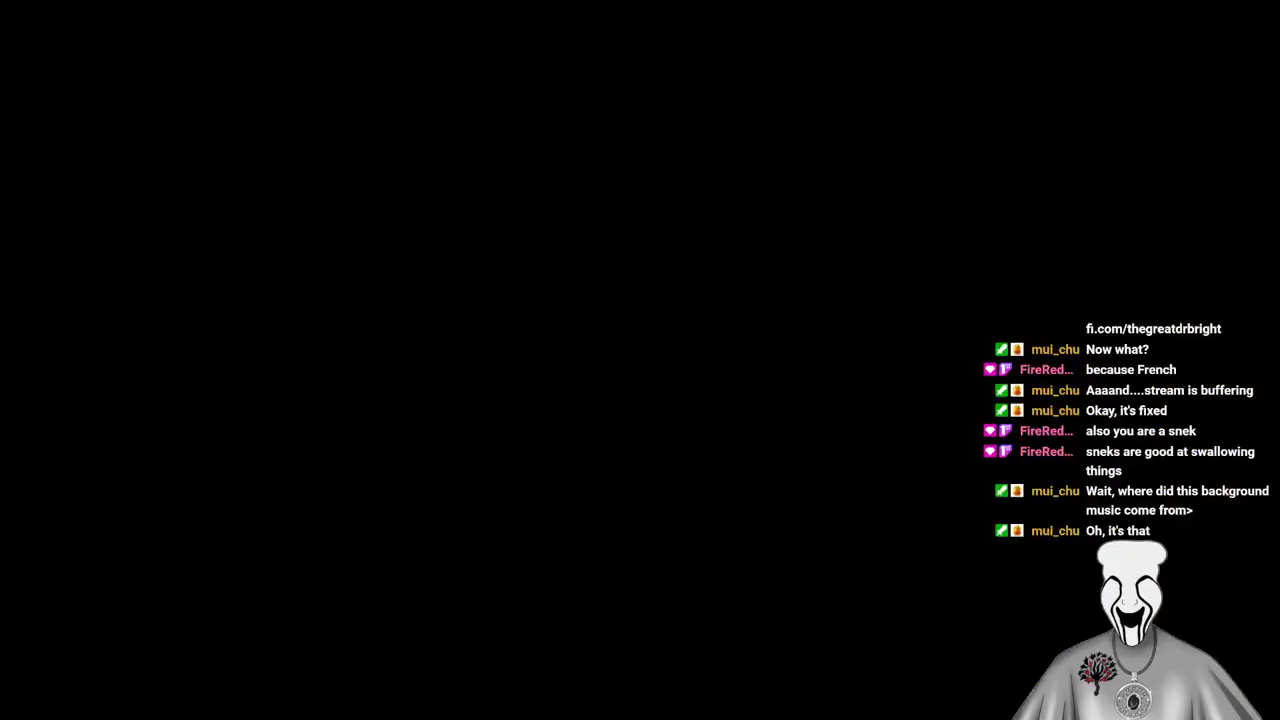 fi.com/thegreatdrbright
mui_chu Now what?
FireRed... because French
mui_chu Aaaand....stream is buffering
mui_chu Okay, it's fixed
FireRed... also you are a snek
FireRed... sneks are good at swallowing
things
mui_chu Wait, where did this background
music come from>
mui_chu Oh, it's that